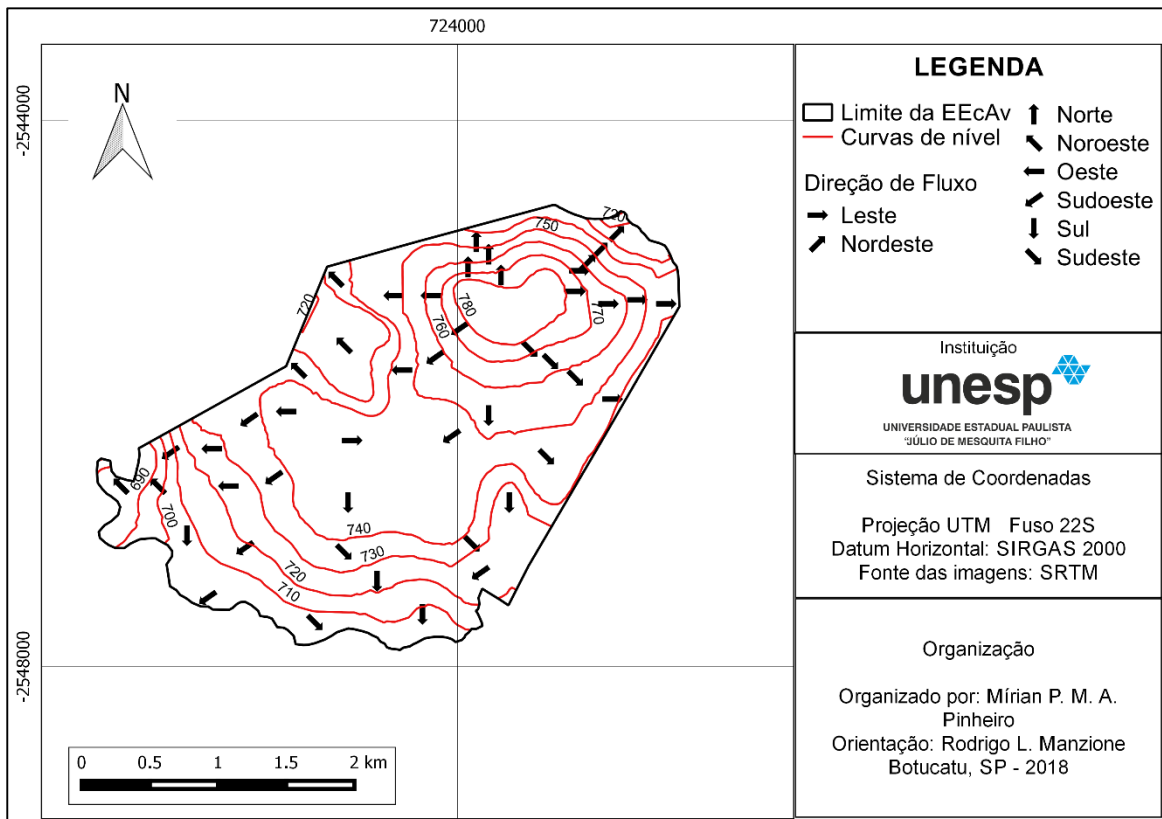 724000
-2544000
-2548000
N
720
750
780
770
760
720
690
700
740
730
720
710
0 0.5 1 1.5 2 km
LEGENDA
Limite da EEcAv
Curvas de nível
Direção de Fluxo
Leste
Nordeste
Norte
Noroeste
Oeste
Sudoeste
Sul
Sudeste
Instituição
unesp
UNIVERSIDADE ESTADUAL PAULISTA
"JÚLIO DE MESQUITA FILHO"
Sistema de Coordenadas
Projeção UTM Fuso 22S
Datum Horizontal: SIRGAS 2000
Fonte das imagens: SRTM
Organização
Organizado por: Mírian P. M. A.
Pinheiro
Orientação: Rodrigo L. Manzione
Botucatu, SP - 2018